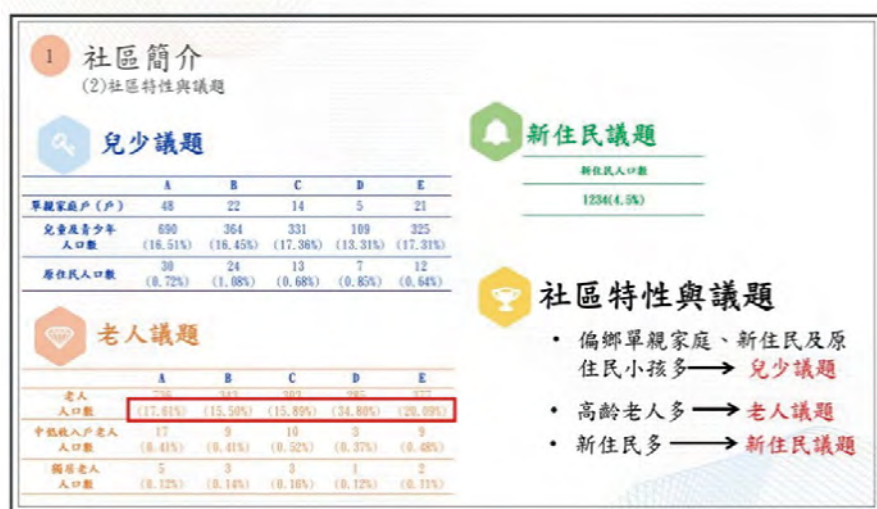 1
社區簡介
(2)社區特性與議題
兒少議題
A B C D E
單親家庭戶(戶) 48 22 14 5 21
兒童及青少年 690 364 331 109 325
人口數 (16.51%) (16.45%) (17.36%) (13.31%) (17.31%)
原住民人口數 30 24 13 7 12
(0.72%) (1.08%) (0.68%) (0.85%) (0.64%)
老人議題
A B C D E
老人 736 343 303 285 377
人口數 (17.61%) (15.50%) (15.89%) (34.80%) (20.09%)
中低收入戶老人 17 9 10 3 9
人口數 (0.41%) (0.41%) (0.52%) (0.37%) (0.48%)
獨居老人 5 3 3 1 2
人口數 (0.12%) (0.14%) (0.16%) (0.12%) (0.11%)
新住民議題
新住民人口數
1234(4.5%)
社區特性與議題
• 偏鄉單親家庭、新住民及原
住民小孩多→ 兒少議題
• 高齡老人多 → 老人議題
• 新住民多 → 新住民議題